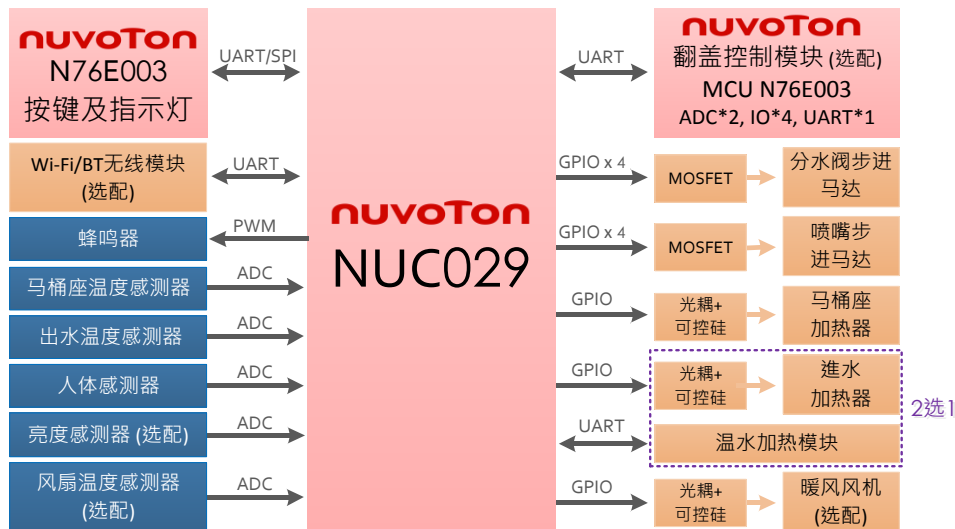 nuvoTon
N76E003
按键及指示灯
UART/SPI
Wi-Fi/BT无线模块
(选配)
UART
蜂鸣器
PWM
马桶座温度感测器
ADC
出水温度感测器
ADC
人体感测器
ADC
亮度感测器 (选配)
ADC
风扇温度感测器
(选配)
ADC
nuvoTon
NUC029
UART
nuvoTon
翻盖控制模块 (选配)
MCU N76E003
ADC*2, IO*4, UART*1
GPIO x 4
MOSFET
分水阀步进
马达
GPIO x 4
MOSFET
喷嘴步
进马达
GPIO
光耦+
可控硅
马桶座
加热器
GPIO
光耦+
可控硅
進水
加热器
2选1
UART
温水加热模块
GPIO
光耦+
可控硅
暖风风机
(选配)